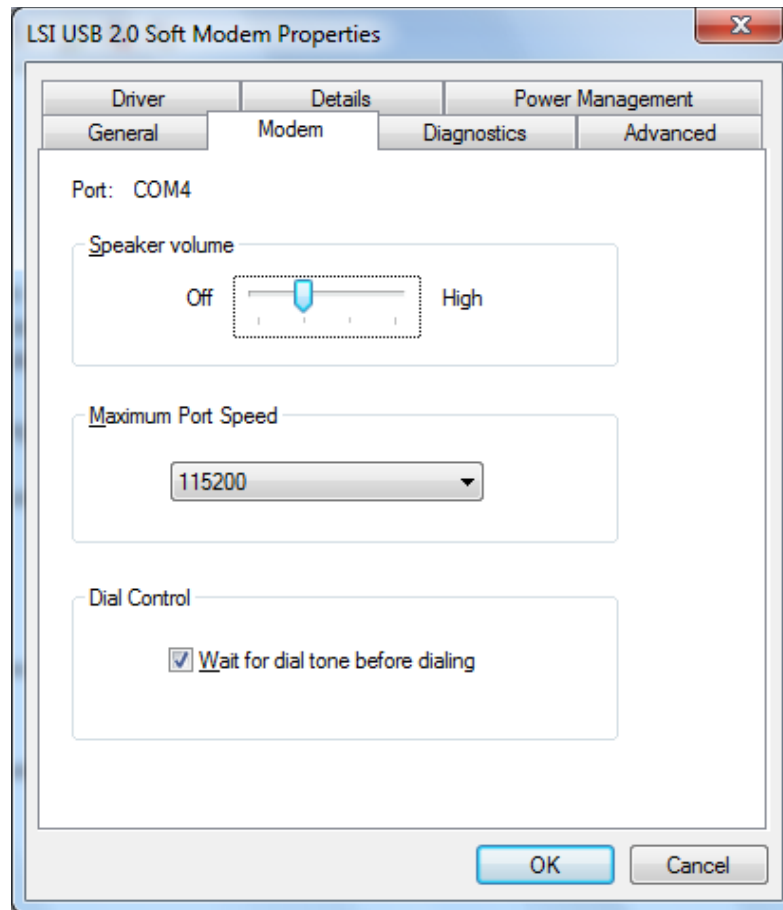 LSI USB 2.0 Soft Modem Properties
Driver Details Power Management
General Modem Diagnostics Advanced
Port: COM4
Speaker volume
Off High
Maximum Port Speed
115200
Dial Control
Wait for dial tone before dialing
OK Cancel